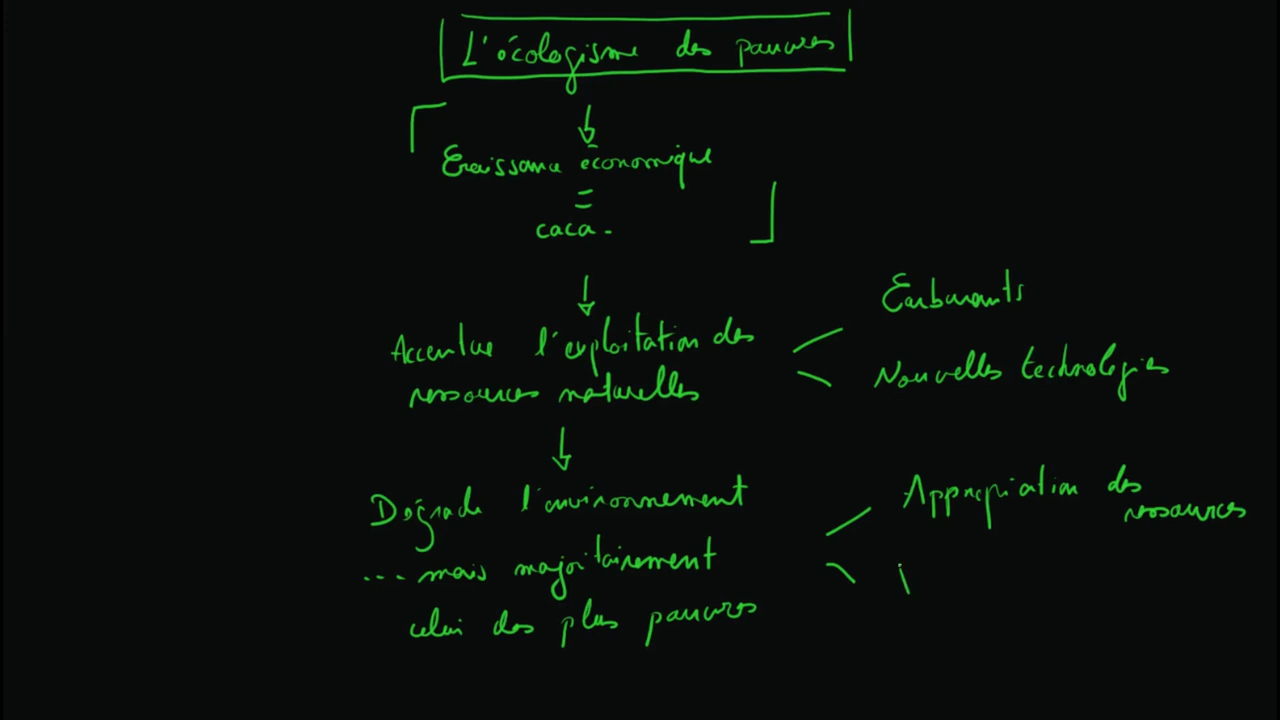 L'écologisme des pauvres
Croissance économique
=
caca.
Carburants
Accentue l'exploitation des
ressources naturelles
Nouvelles technologies
Dégrade l'environnement
... mais majoritairement
celui des plus pauvres
Appropriation des
ressources